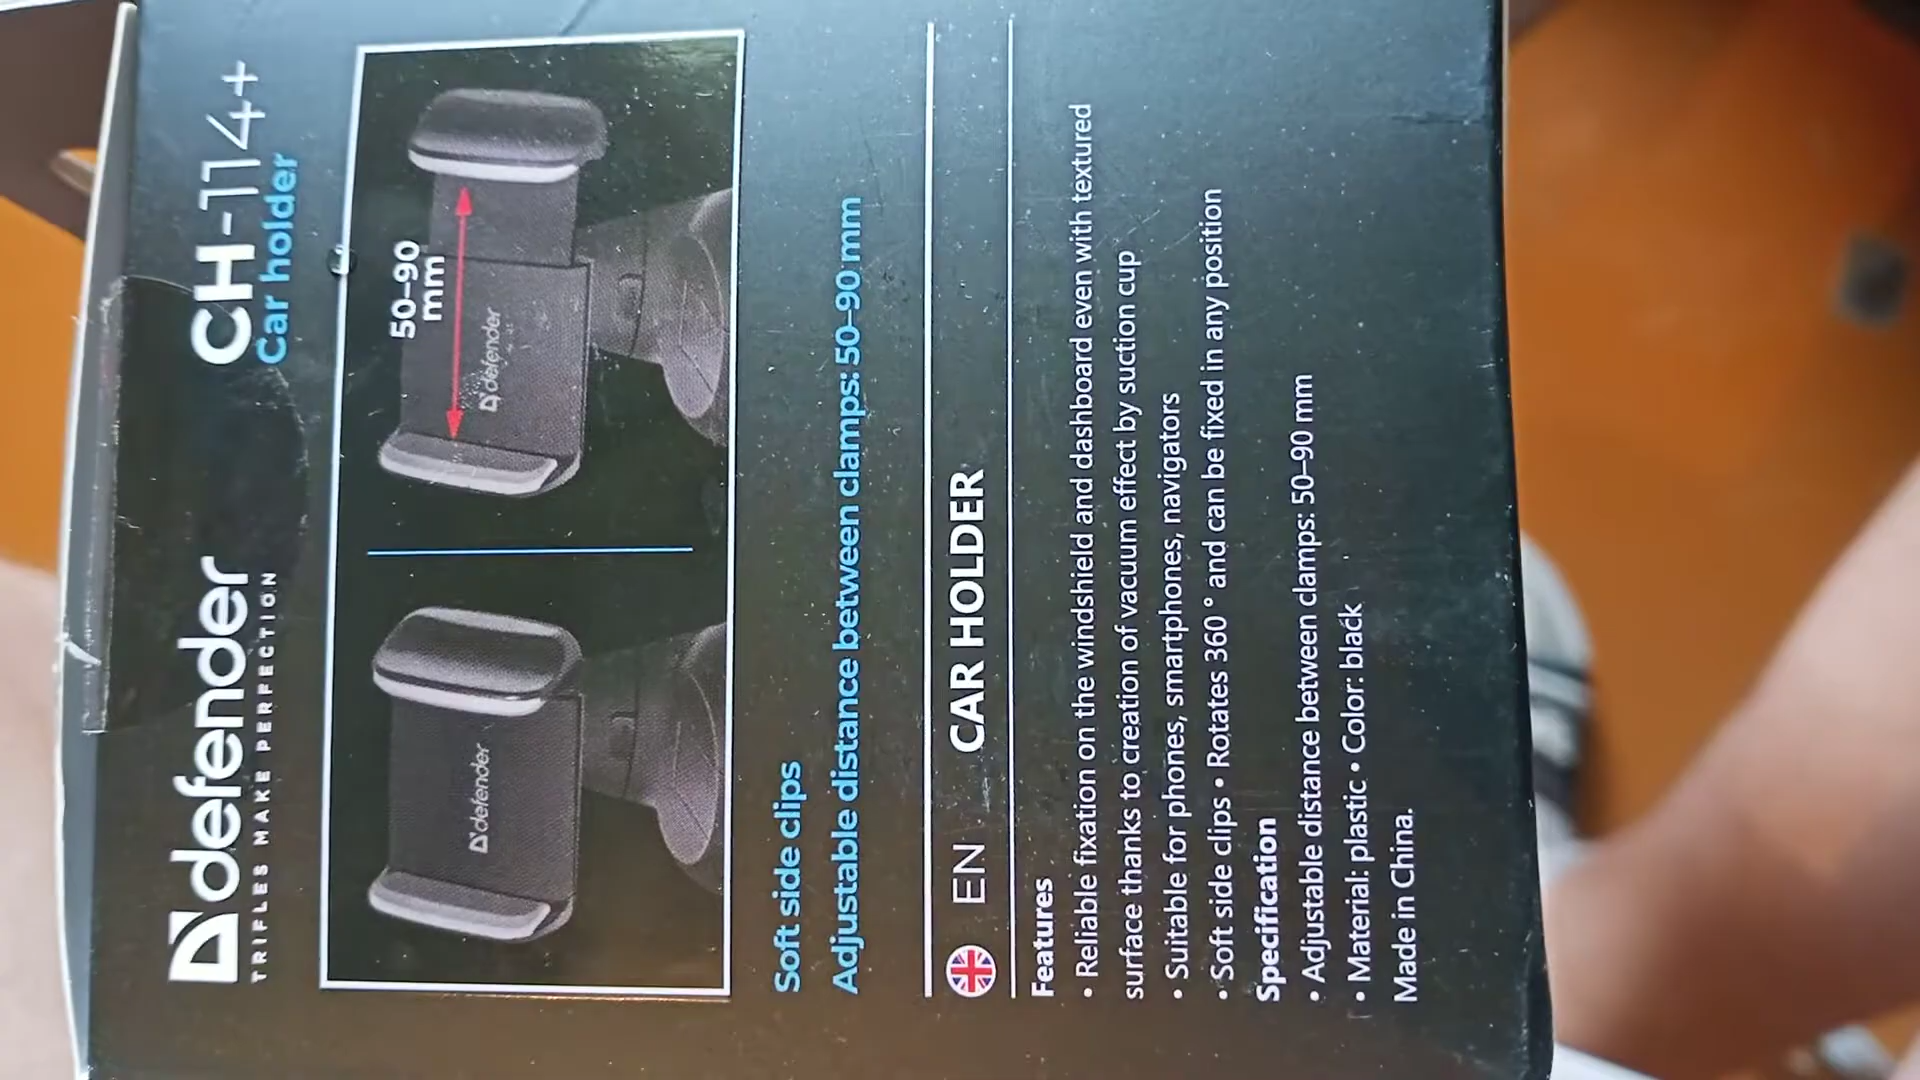 defender
TRIFLES MAKE PERFECTION
CH-114+
Car holder
defender
50–90
mm
defender
Soft side clips
Adjustable distance between clamps: 50–90 mm
EN CAR HOLDER
Features
• Reliable fixation on the windshield and dashboard even with textured
surface thanks to creation of vacuum effect by suction cup
• Suitable for phones, smartphones, navigators
• Soft side clips • Rotates 360 ° and can be fixed in any position
Specification
• Adjustable distance between clamps: 50–90 mm
• Material: plastic • Color: black
Made in China.